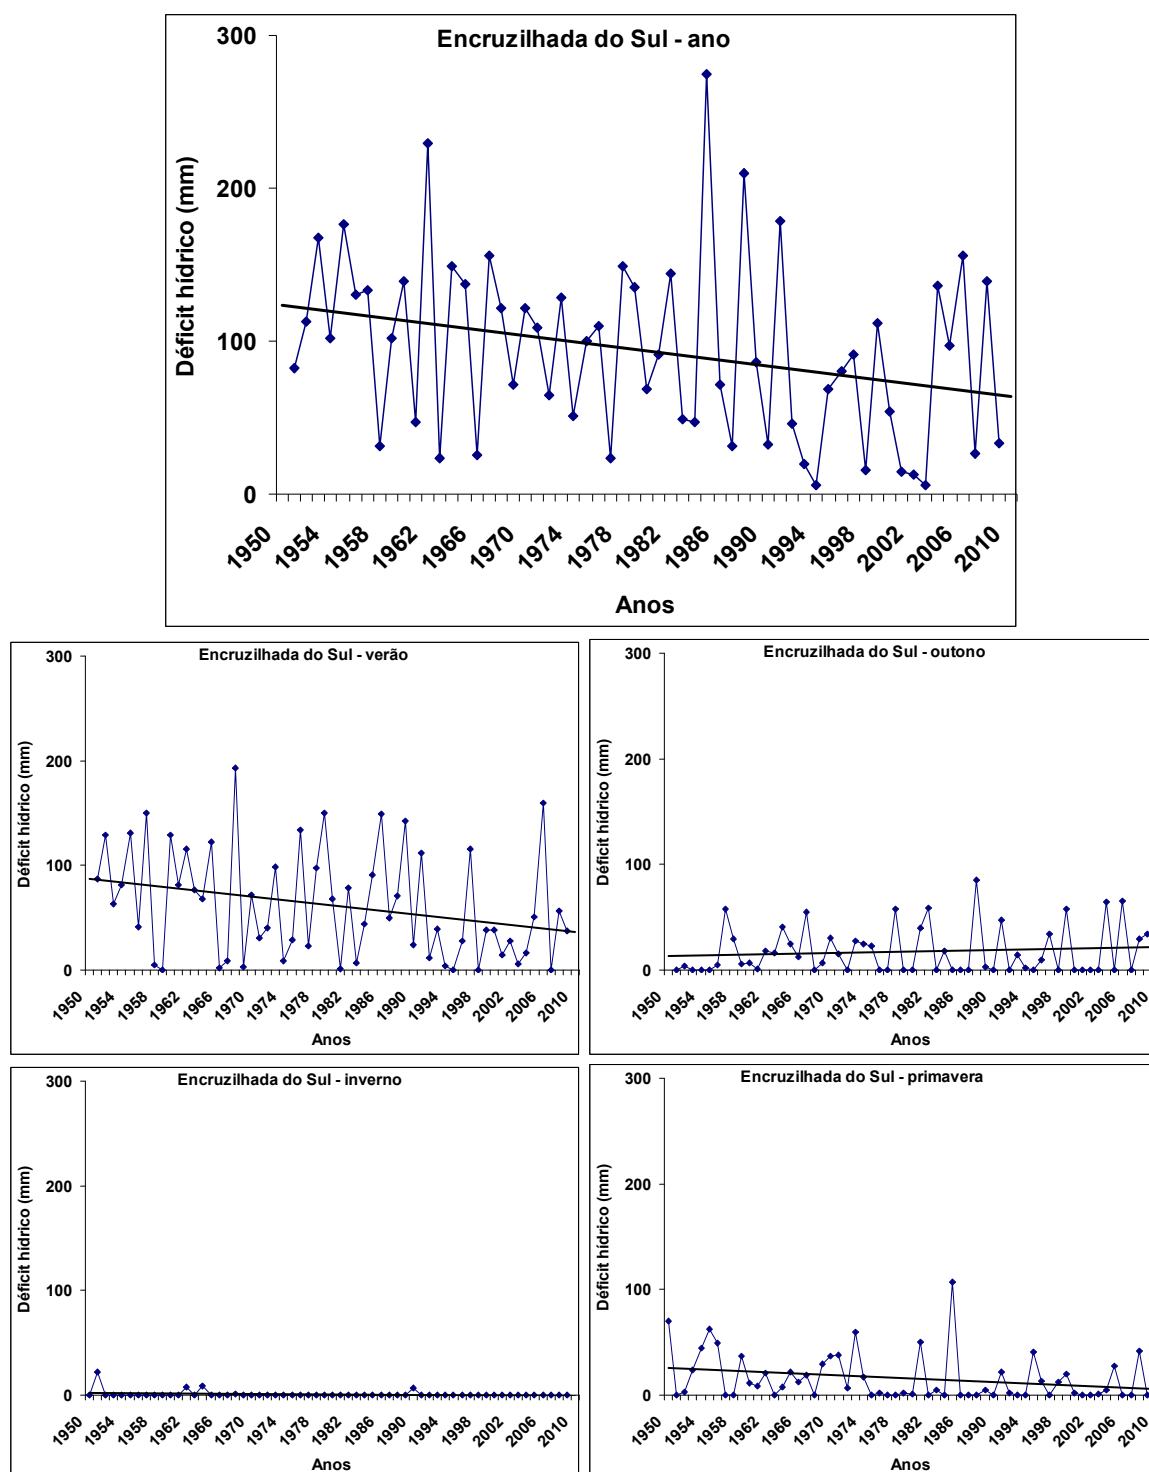 Encruzilhada do Sul - ano
300
200
100
0
Déficit hídrico (mm)
1950 1954 1958 1962 1966 1970 1974 1978 1982 1986 1990 1994 1998 2002 2006 2010
Anos
Encruzilhada do Sul - verão
300
200
100
0
Déficit hídrico (mm)
1950 1954 1958 1962 1966 1970 1974 1978 1982 1986 1990 1994 1998 2002 2006 2010
Anos
Encruzilhada do Sul - outono
300
200
100
0
Déficit hídrico (mm)
1950 1954 1958 1962 1966 1970 1974 1978 1982 1986 1990 1994 1998 2002 2006 2010
Anos
Encruzilhada do Sul - inverno
300
200
100
0
Déficit hídrico (mm)
1950 1954 1958 1962 1966 1970 1974 1978 1982 1986 1990 1994 1998 2002 2006 2010
Anos
Encruzilhada do Sul - primavera
300
200
100
0
Déficit hídrico (mm)
1950 1954 1958 1962 1966 1970 1974 1978 1982 1986 1990 1994 1998 2002 2006 2010
Anos